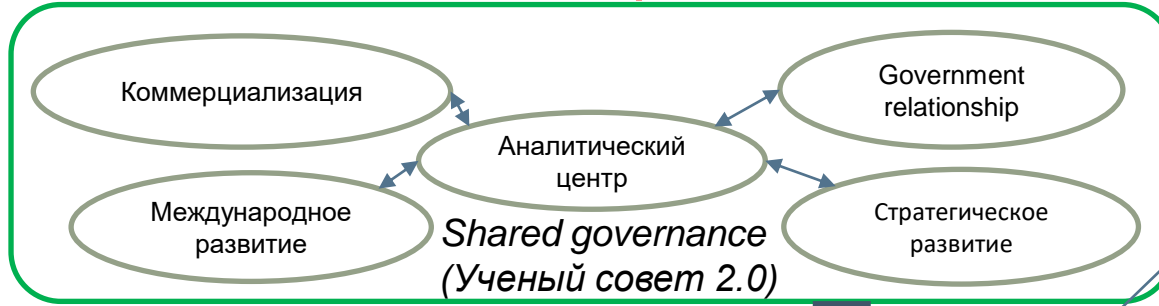 Коммерциализация
Government
relationship
Аналитический
центр
Международное
развитие
Стратегическое
развитие
Shared governance
(Ученый совет 2.0)